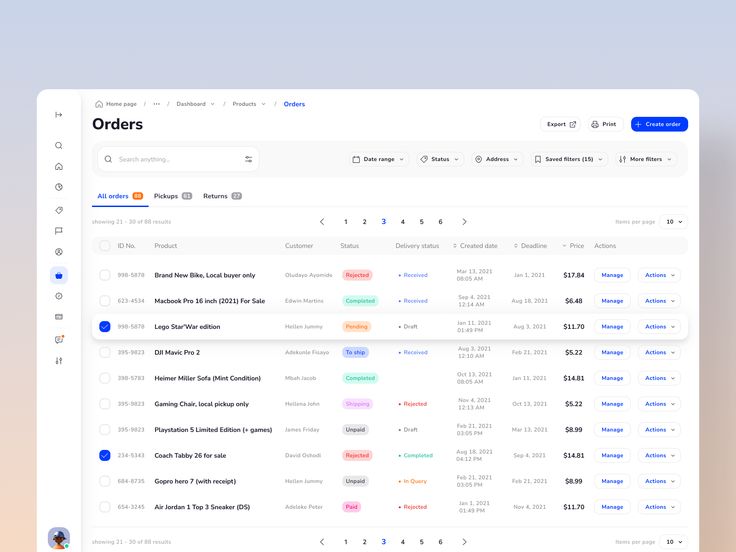 Home page / ••• / Dashboard / Products / Orders
Orders
Export Print + Create order
Search anything... Date range Status Address Saved filters (15) More filters
All orders 88 Pickups 61 Returns 27
showing 21 - 30 of 88 results 1 2 3 4 5 6 Items per page 10
ID No. Product Customer Status Delivery status Created date Deadline Price Actions
998-5878 Brand New Bike, Local buyer only Oludayo Ayomide Rejected • Received Mar 13, 2021 08:05 AM Jan 1, 2021 $17.84 Manage Actions
623-4534 Macbook Pro 16 inch (2021) For Sale Edwin Martins Completed • Received Sep 4, 2021 12:14 AM Aug 18, 2021 $6.48 Manage Actions
998-5878 Lego Star'War edition Hellen Jummy Pending • Draft Jan 11, 2021 01:49 PM Aug 3, 2021 $11.70 Manage Actions
395-9823 DJI Mavic Pro 2 Adekunle Fisayo To ship • Received Aug 3, 2021 12:10 AM Feb 21, 2021 $5.22 Manage Actions
398-5783 Heimer Miller Sofa (Mint Condition) Mbah Jacob Completed Oct 13, 2021 08:05 AM Jan 11, 2021 $14.81 Manage Actions
395-9823 Gaming Chair, local pickup only Hellena John Shipping • Rejected Nov 4, 2021 12:13 AM Oct 13, 2021 $5.22 Manage Actions
395-9823 Playstation 5 Limited Edition (+ games) James Friday Unpaid • Draft Feb 21, 2021 03:05 PM Mar 13, 2021 $8.99 Manage Actions
234-5343 Coach Tabby 26 for sale David Oshodi Rejected • Completed Aug 18, 2021 04:12 PM Sep 4, 2021 $14.81 Manage Actions
684-8735 Gopro hero 7 (with receipt) Hellen Jummy Unpaid • In Query Feb 21, 2021 03:05 PM Feb 21, 2021 $8.99 Manage Actions
654-3245 Air Jordan 1 Top 3 Sneaker (DS) Adeleke Peter Paid • Rejected Jan 1, 2021 01:49 PM Nov 4, 2021 $11.70 Manage Actions
showing 21 - 30 of 88 results 1 2 3 4 5 6 Items per page 10